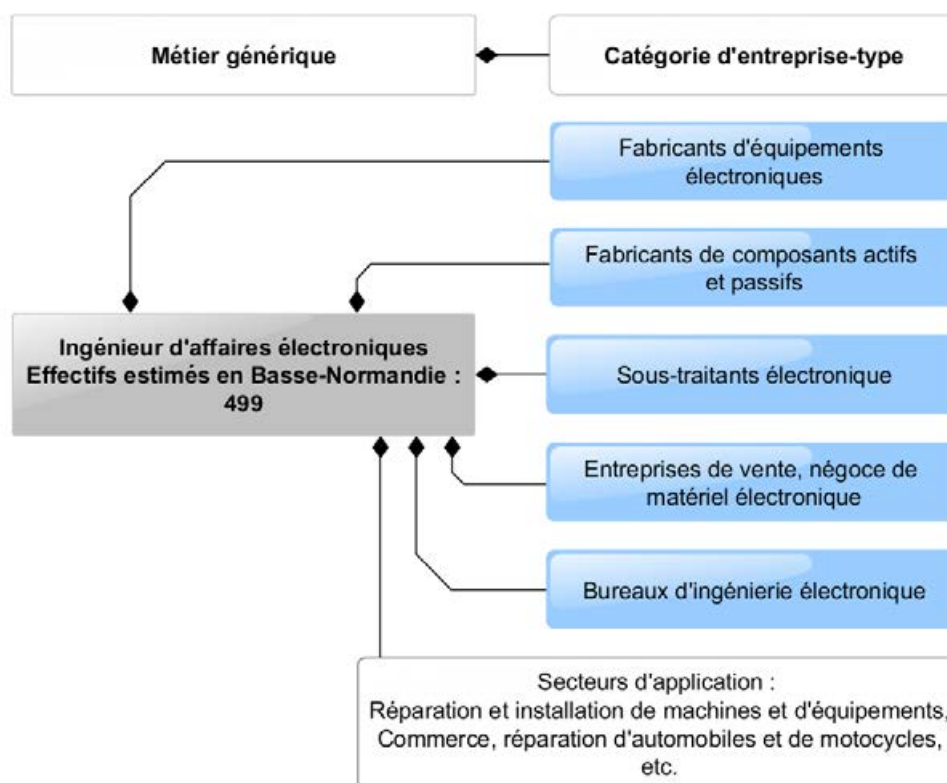 Métier générique
Catégorie d'entreprise-type
Fabricants d'équipements
électroniques
Fabricants de composants actifs
et passifs
Ingénieur d'affaires électroniques
Effectifs estimés en Basse-Normandie :
499
Sous-traitants électronique
Entreprises de vente, négoce de
matériel électronique
Bureaux d'ingénierie électronique
Secteurs d'application :
Réparation et installation de machines et d'équipements,
Commerce, réparation d'automobiles et de motocycles,
etc.